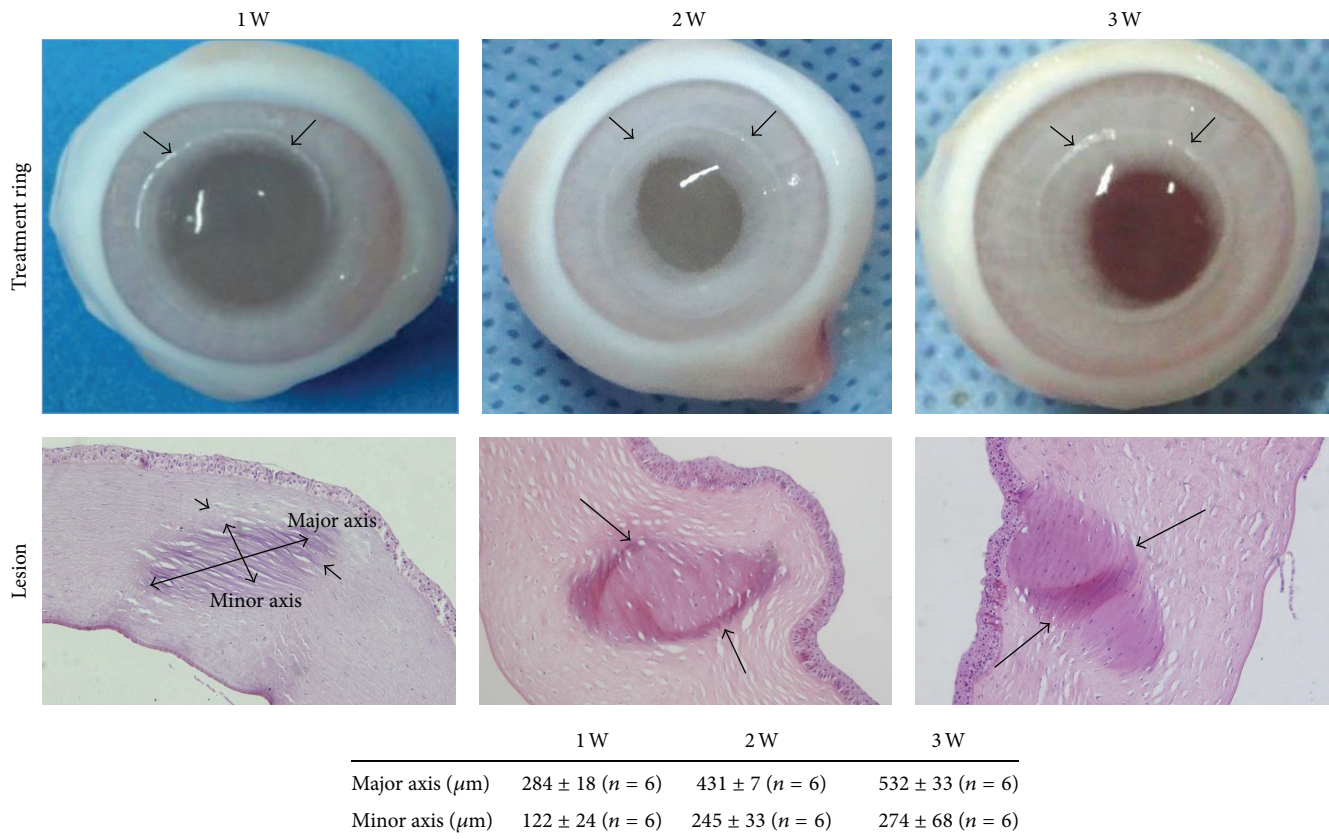 1 W 2 W 3 W
Treatment ring
Lesion
Major axis
Minor axis
1 W 2 W 3 W
Major axis (μm) 284 ± 18 (n = 6) 431 ± 7 (n = 6) 532 ± 33 (n = 6)
Minor axis (μm) 122 ± 24 (n = 6) 245 ± 33 (n = 6) 274 ± 68 (n = 6)